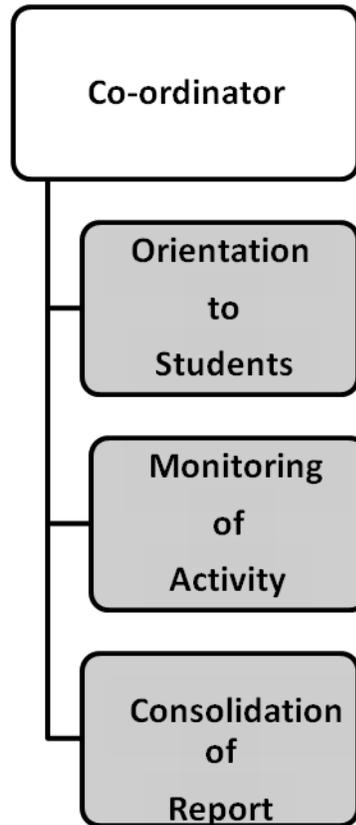 Co-ordinator
Orientation
to
Students
Monitoring
of
Activity
Consolidation
of
Report